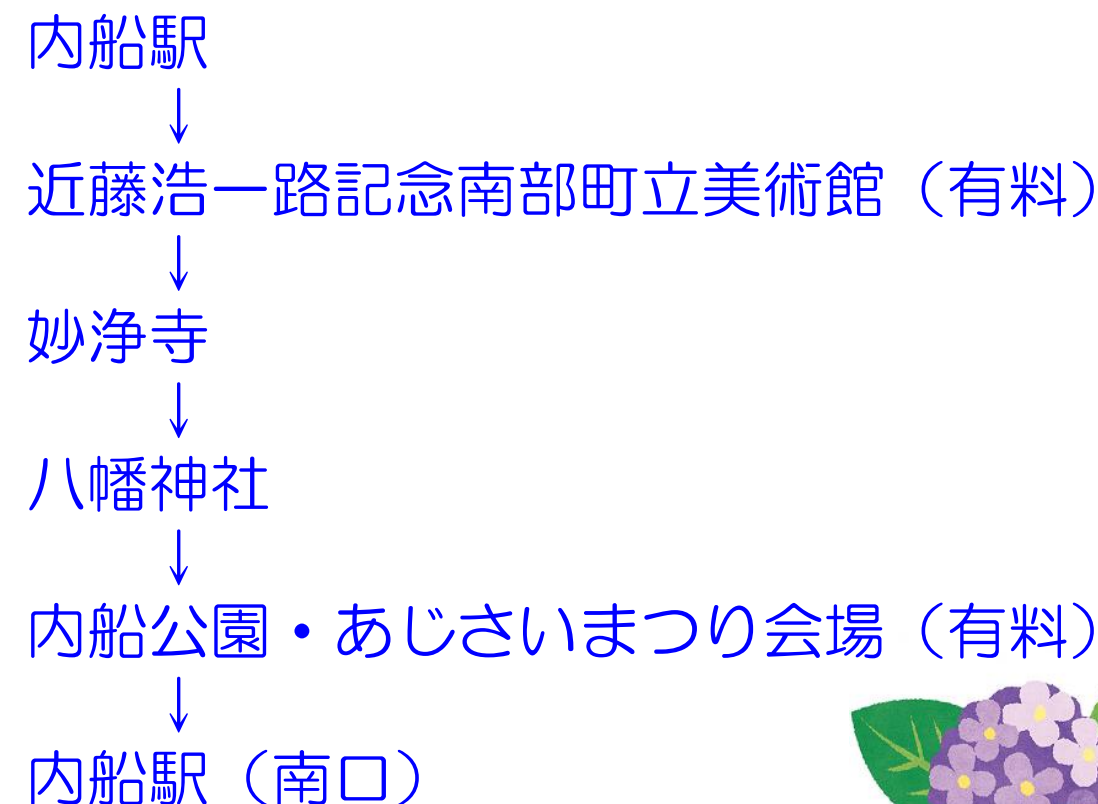 内船駅
↓
近藤浩一路記念南部町立美術館（有料）
↓
妙浄寺
↓
八幡神社
↓
内船公園・あじさいまつり会場（有料）
↓
内船駅（南口）